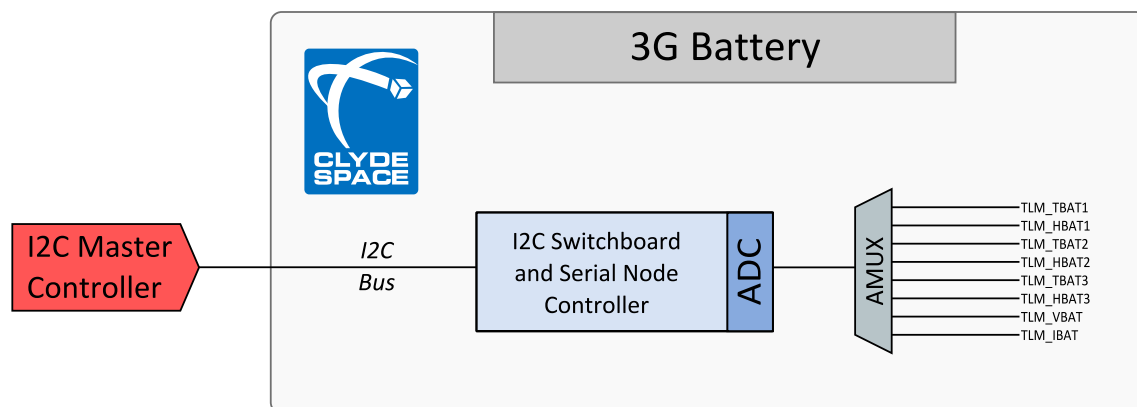 3G Battery
CLYDE
SPACE
I2C Master
Controller
I2C
Bus
I2C Switchboard
and Serial Node
Controller
ADC
AMUX
TLM_TBAT1
TLM_HBAT1
TLM_TBAT2
TLM_HBAT2
TLM_TBAT3
TLM_HBAT3
TLM_VBAT
TLM_IBAT